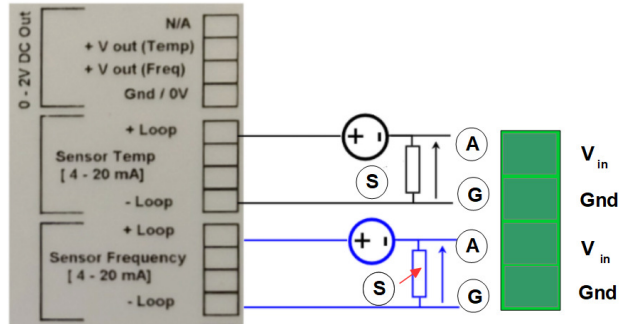 0 - 2V DC Out
N/A
+ V out (Temp)
+ V out (Freq)
Gnd / 0V
+ Loop
Sensor Temp
[ 4 - 20 mA]
- Loop
+ Loop
Sensor Frequency
[ 4 - 20 mA]
- Loop
+ -
S
A
G
+ -
S
A
G
V in
Gnd
V in
Gnd